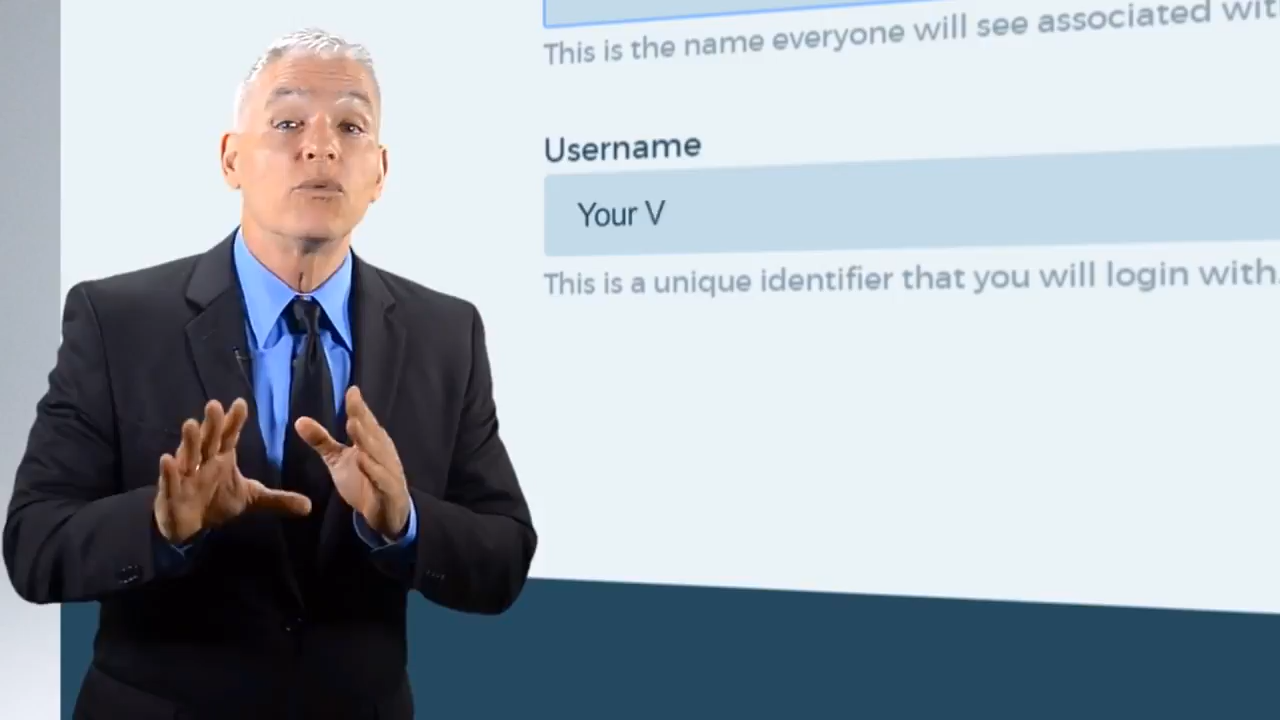 This is the name everyone will see associated with
Username
Your V
This is a unique identifier that you will login with.